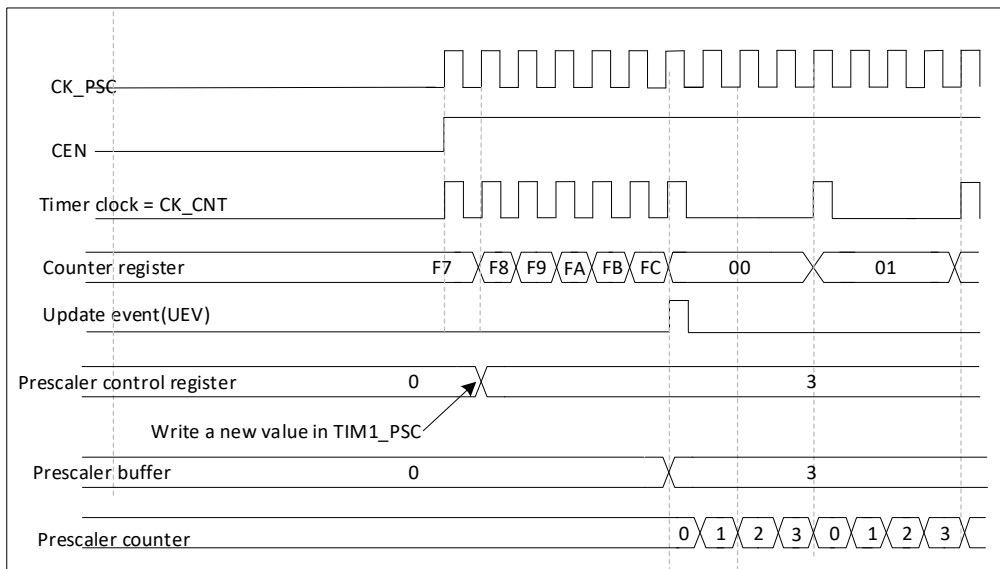 CK_PSC
CEN
Timer clock = CK_CNT
Counter register F7 F8 F9 FA FB FC 00 01
Update event(UEV)
Prescaler control register 0 3
Write a new value in TIM1_PSC
Prescaler buffer 0 3
Prescaler counter 0 1 2 3 0 1 2 3